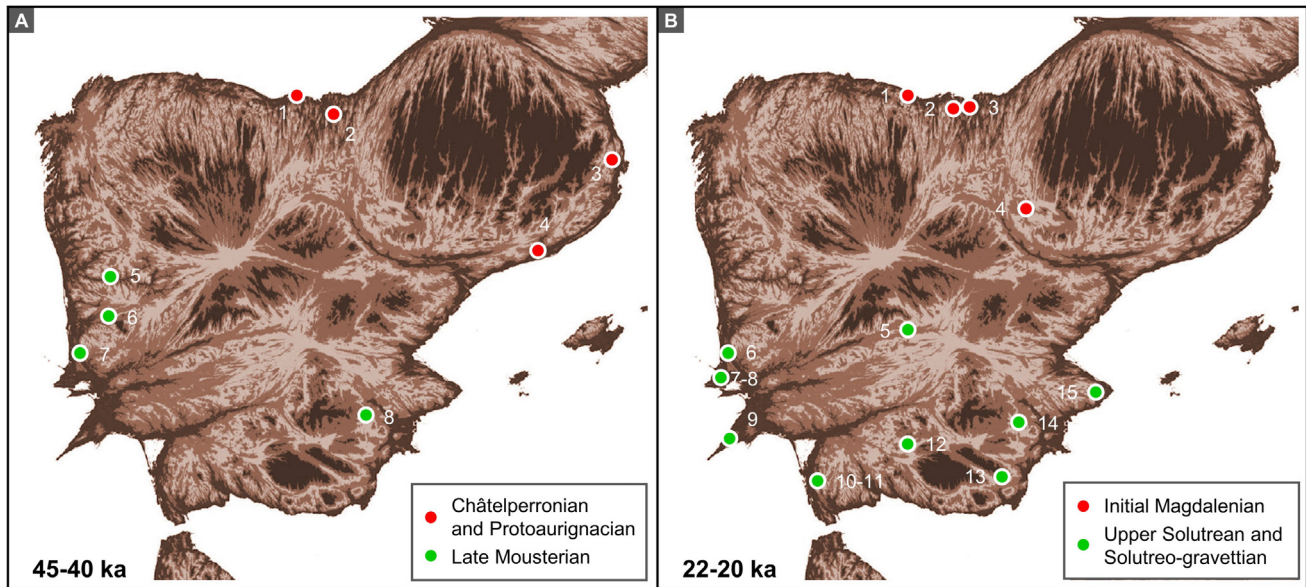 A
1
2
3
4
5
6
7
8
Châtelperronian
and Protoaurignacian
Late Mousterian
45-40 ka
B
1
2
3
4
5
6
7-8
9
15
14
12
13
10-11
Initial Magdalenian
Upper Solutrean and
Solutreo-gravettian
22-20 ka